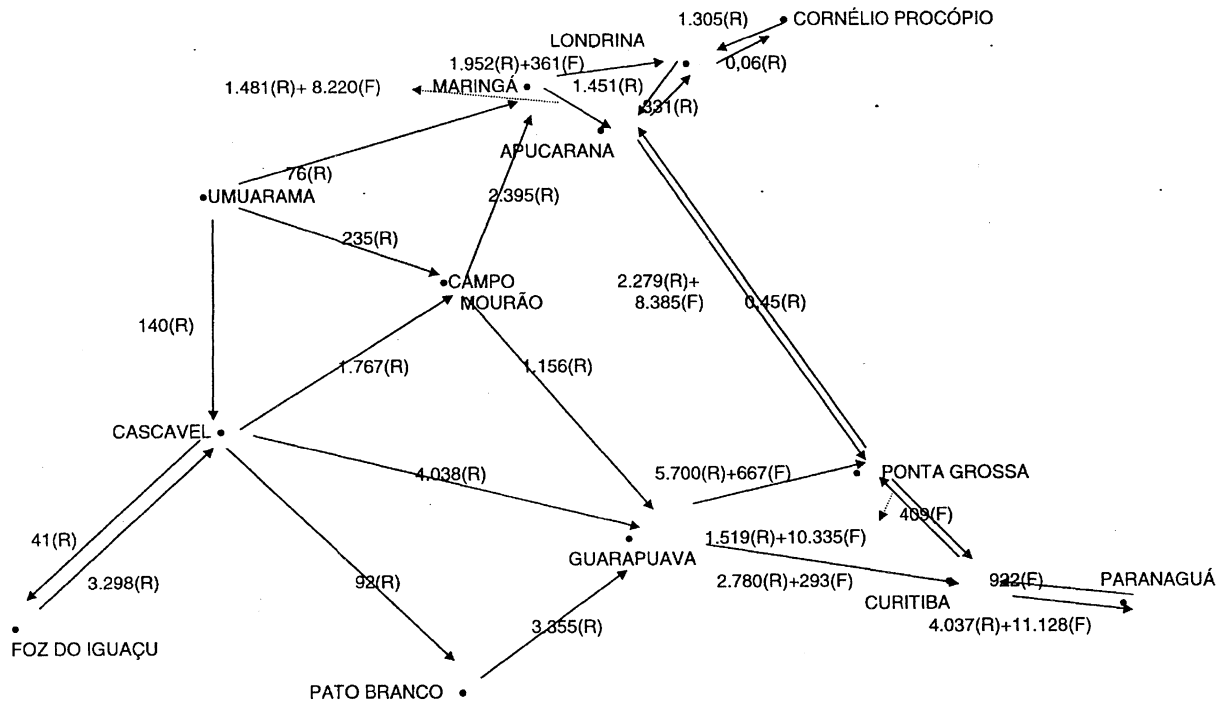 1.305(R)
CORNÉLIO PROCÓPIO
LONDRINA
1.952(R)+361(F)
0,06(R)
1.481(R)+ 8.220(F)
MARINGÁ
1.451(R)
331(R)
APUCARANA
76(R)
UMUARAMA
2.395(R)
235(R)
CAMPO
MOURÃO
2.279(R)+
8.385(F)
0,45(R)
140(R)
1.767(R)
1.156(R)
CASCAVEL
4.038(R)
5.700(R)+667(F)
PONTA GROSSA
409(F)
41(R)
1.519(R)+10.335(F)
GUARAPUAVA
3.298(R)
92(R)
2.780(R)+293(F)
922(F)
PARANAGUÁ
CURITIBA
4.037(R)+11.128(F)
3.355(R)
FOZ DO IGUAÇU
PATO BRANCO